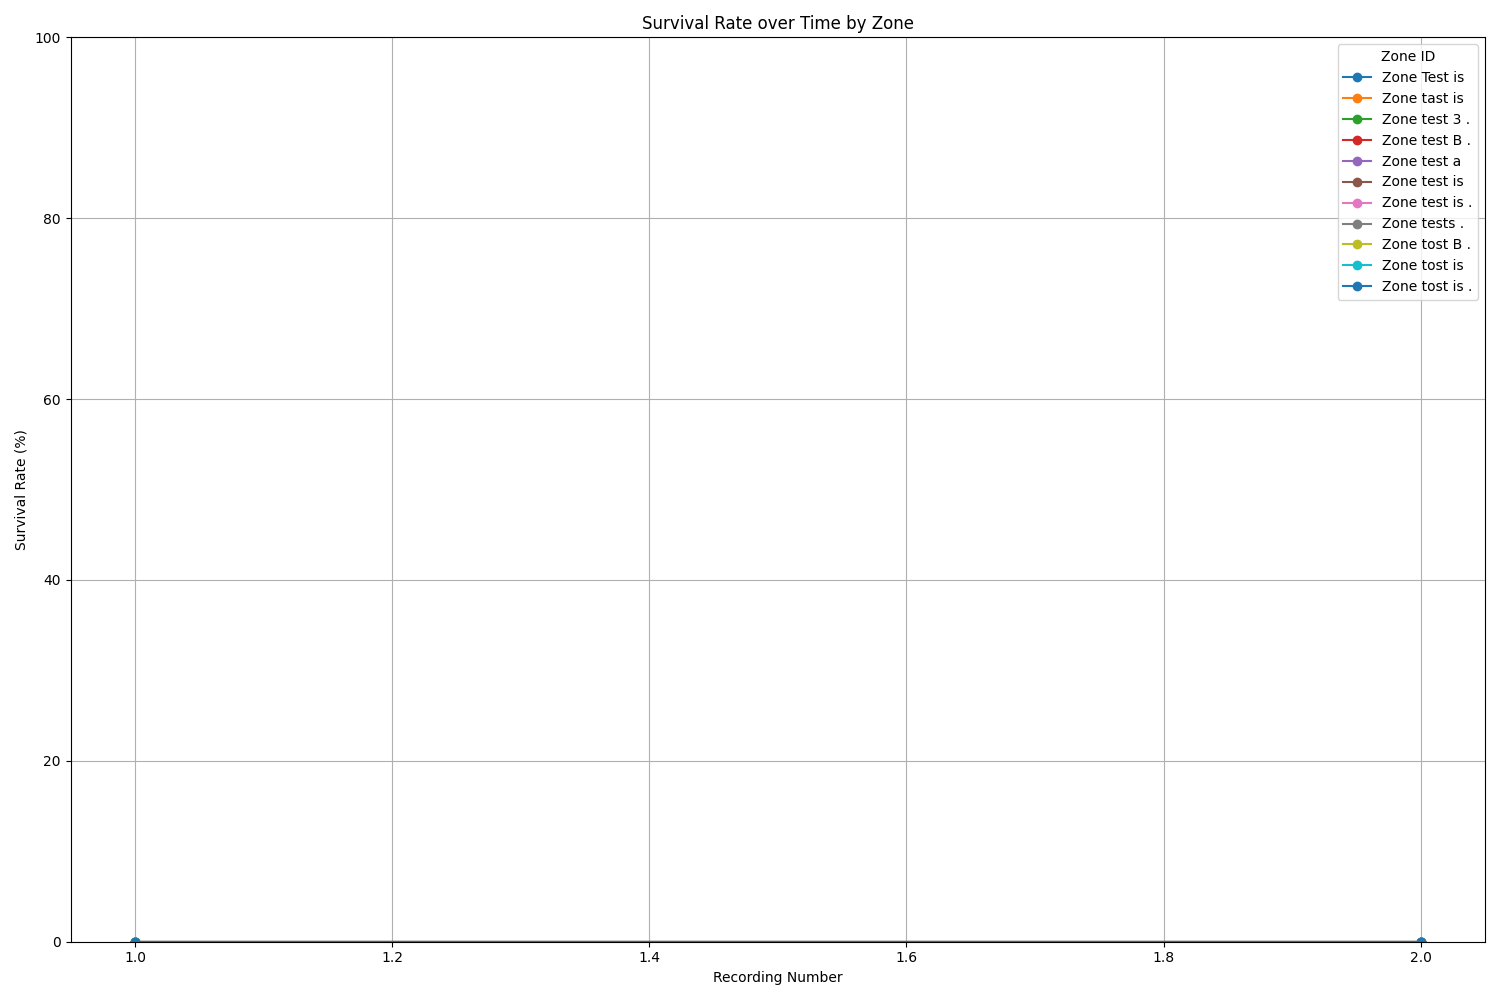 Survival Rate over Time by Zone
100
80
60
40
20
0
Survival Rate (%)
Zone ID
Zone Test is
Zone tast is
Zone test 3 .
Zone test B .
Zone test a
Zone test is
Zone test is .
Zone tests .
Zone tost B .
Zone tost is
Zone tost is .
1.0 1.2 1.4 1.6 1.8 2.0
Recording Number